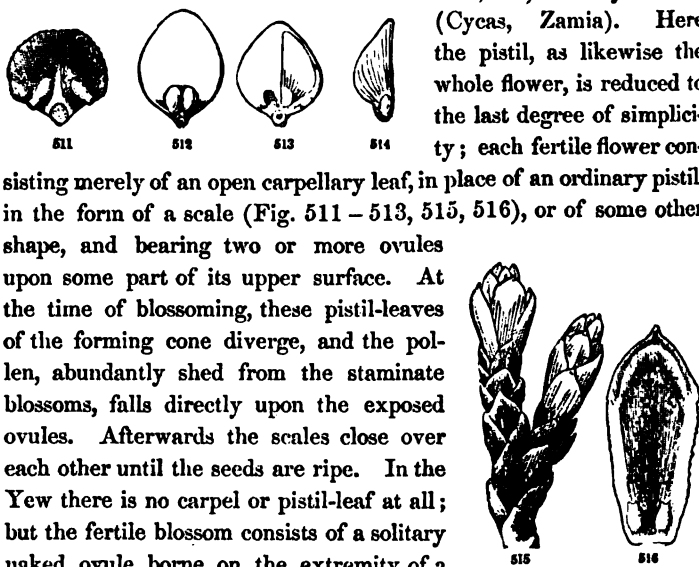 (Cycas, Zamia). Here
the pistil, as likewise the
whole flower, is reduced to
the last degree of simplici-
511 512 513 514
ty; each fertile flower con-
sisting merely of an open carpellary leaf, in place of an ordinary pistil
in the form of a scale (Fig. 511 – 513, 515, 516), or of some other
shape, and bearing two or more ovules
upon some part of its upper surface. At
the time of blossoming, these pistil-leaves
of the forming cone diverge, and the pol-
len, abundantly shed from the staminate
blossoms, falls directly upon the exposed
ovules. Afterwards the scales close over
each other until the seeds are ripe. In the
Yew there is no carpel or pistil-leaf at all;
but the fertile blossom consists of a solitary
naked ovule borne on the extremity of a
515 516